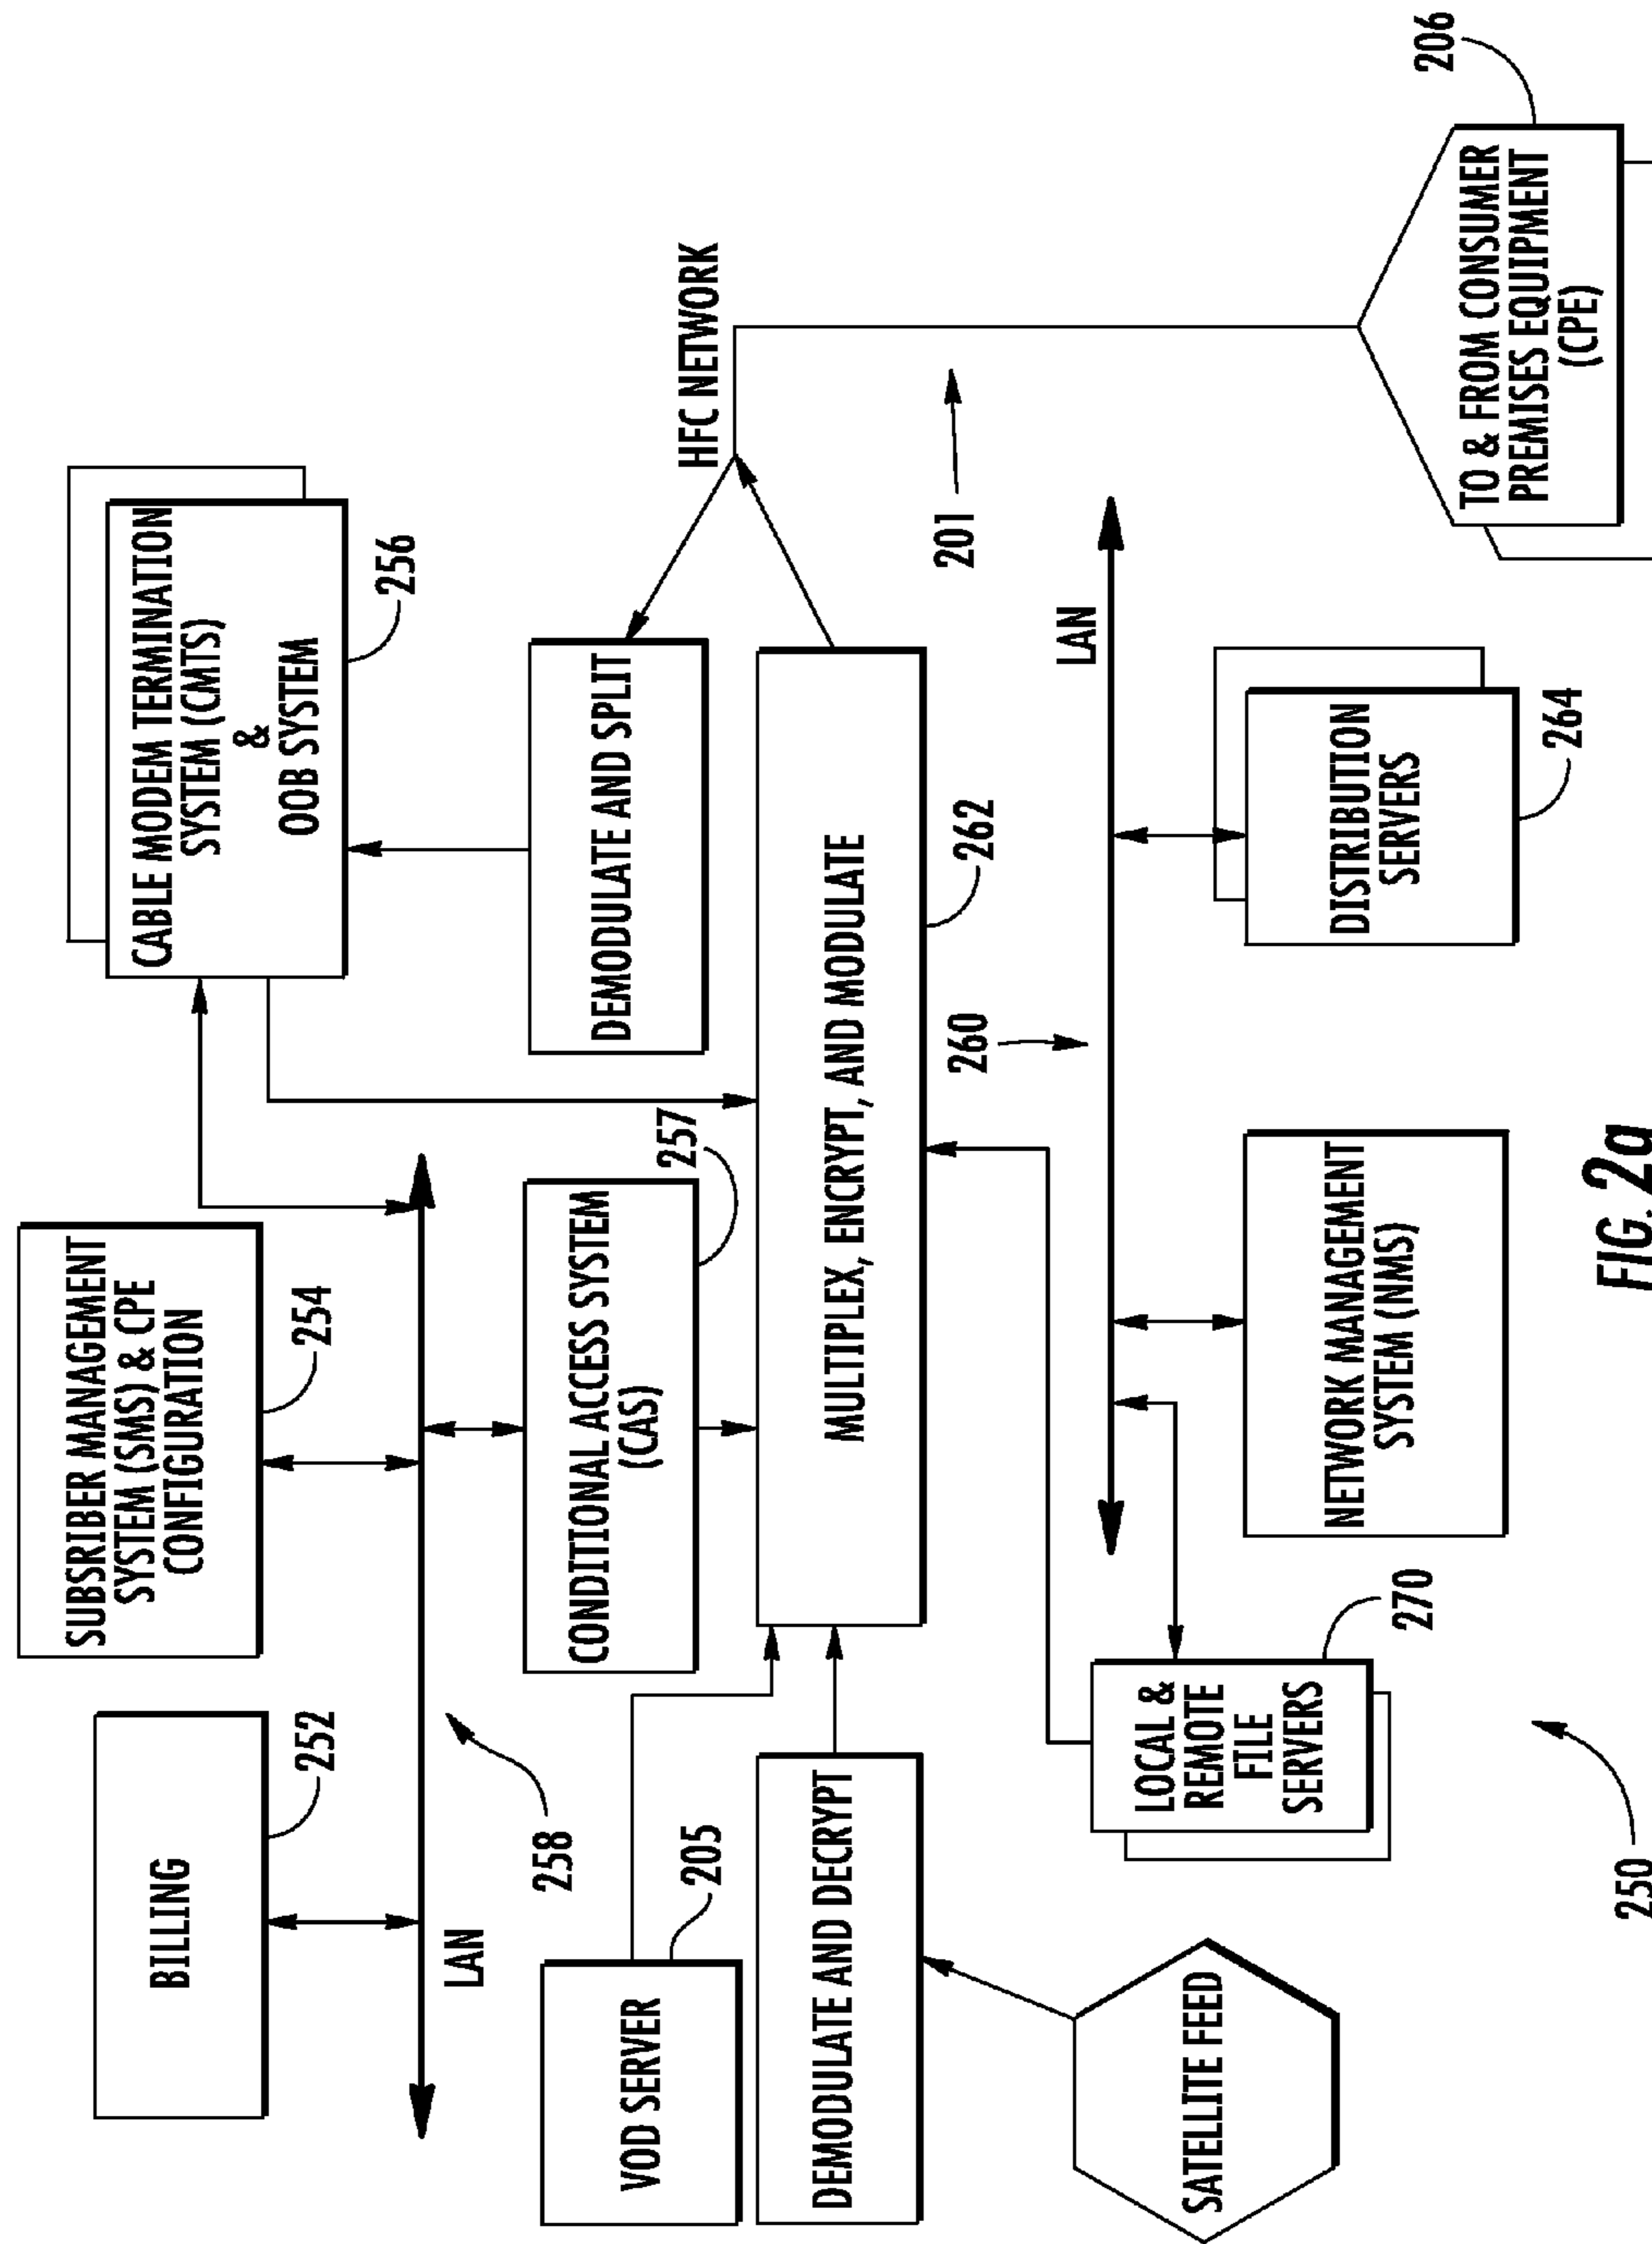 BILLING
252
SUBSRIBER MANAGEMENT
SYSTEM (SMS) & CPE
CONFIGURATION
254
CABLE MODEM TERMINATION
SYSTEM (CMTS)
&
OOB SYSTEM
256
LAN
258
VOD SERVER
205
CONDITIONAL ACCESS SYSTEM
(CAS)
257
DEMODULATE AND SPLIT
HFC NETWORK
DEMODULATE AND DECRYPT
MULTIPLEX, ENCRYPT, AND MODULATE
262
201
260
LAN
SATELLITE FEED
LOCAL &
REMOTE
FILE
SERVERS
270
NETWORK MANAGEMENT
SYSTEM (NMS)
DISTRIBUTION
SERVERS
264
TO & FROM CONSUMER
PREMISES EQUIPMENT
(CPE)
206
250
FIG. 2a